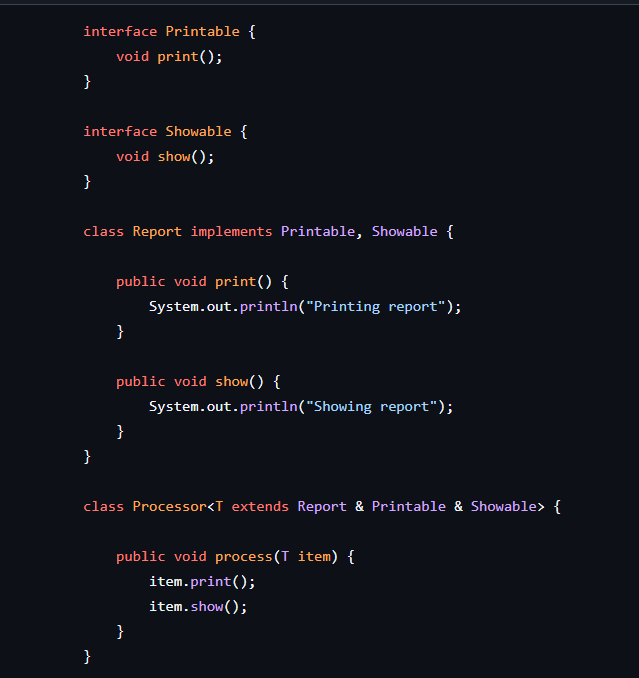 interface Printable {
    void print();
}
interface Showable {
    void show();
}
class Report implements Printable, Showable {
    public void print() {
        System.out.println("Printing report");
    }
    public void show() {
        System.out.println("Showing report");
    }
}
class Processor<T extends Report & Printable & Showable> {
    public void process(T item) {
        item.print();
        item.show();
    }
}